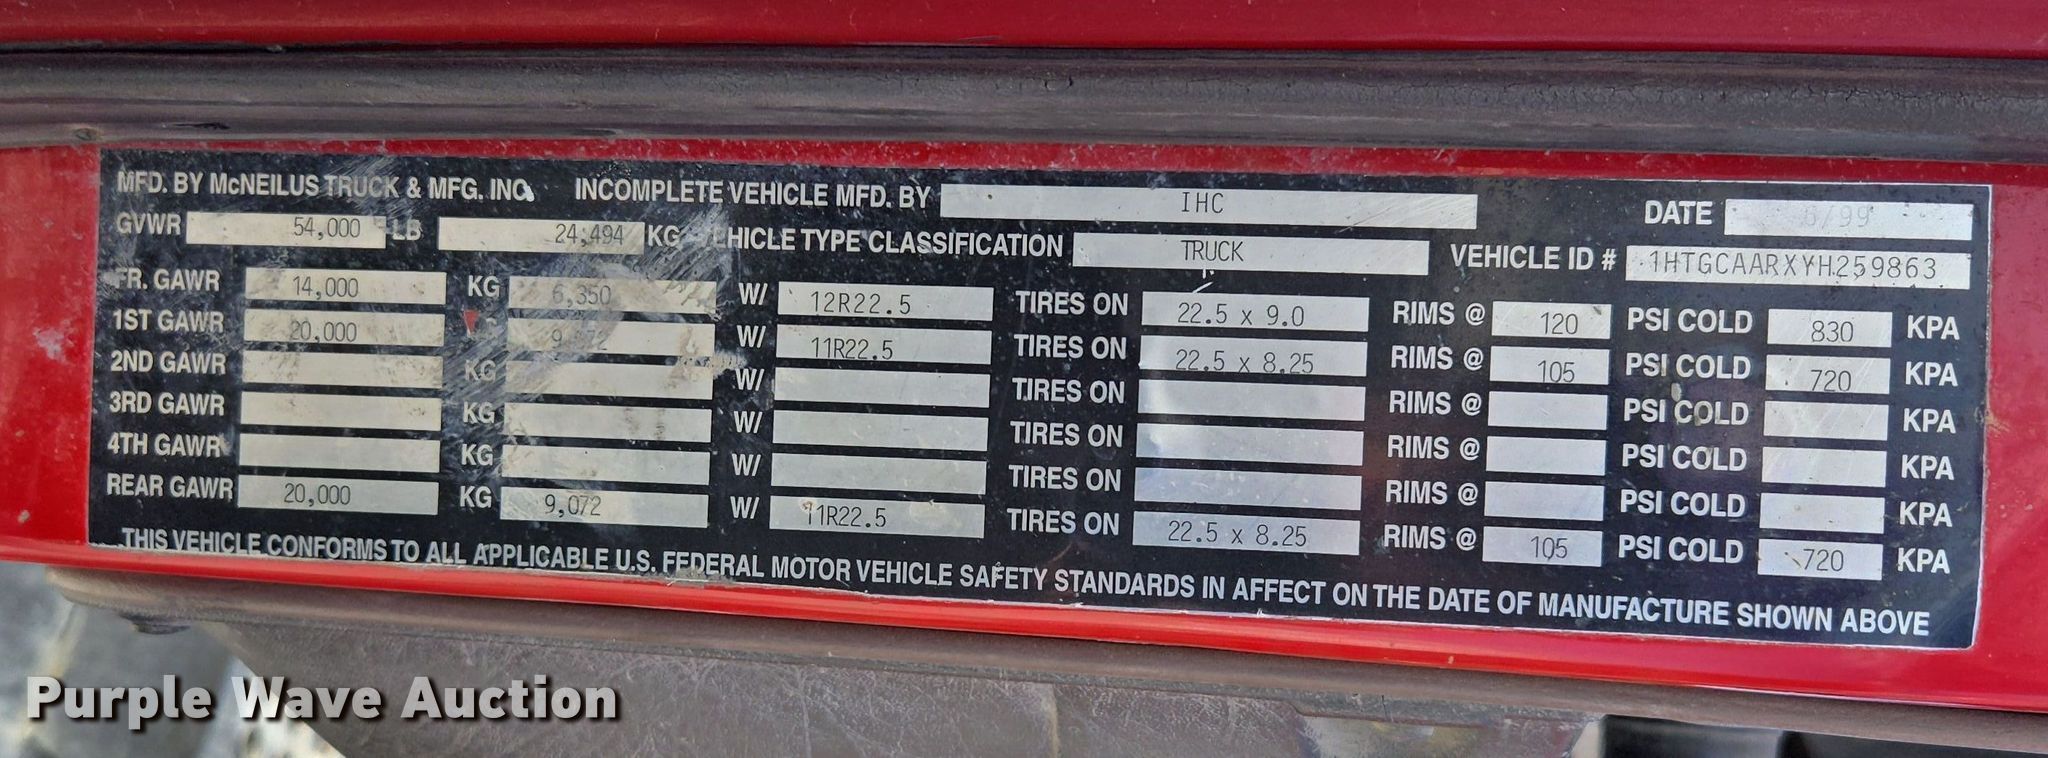 MFD. BY McNEILUS TRUCK & MFG. INC. INCOMPLETE VEHICLE MFD. BY IHC DATE 8/99
GVWR 54,000 LB 24,494 KG VEHICLE TYPE CLASSIFICATION TRUCK VEHICLE ID # 1HTGCAARXYH259863
FR. GAWR 14,000 KG 6,350 W/ 12R22.5 TIRES ON 22.5 x 9.0 RIMS @ 120 PSI COLD 830 KPA
1ST GAWR 20,000 KG 9,072 W/ 11R22.5 TIRES ON 22.5 x 8.25 RIMS @ 105 PSI COLD 720 KPA
2ND GAWR KG W/ TIRES ON RIMS @ PSI COLD KPA
3RD GAWR KG W/ TIRES ON RIMS @ PSI COLD KPA
4TH GAWR KG W/ TIRES ON RIMS @ PSI COLD KPA
REAR GAWR 20,000 KG 9,072 W/ 11R22.5 TIRES ON 22.5 x 8.25 RIMS @ 105 PSI COLD 720 KPA
THIS VEHICLE CONFORMS TO ALL APPLICABLE U.S. FEDERAL MOTOR VEHICLE SAFETY STANDARDS IN AFFECT ON THE DATE OF MANUFACTURE SHOWN ABOVE
Purple Wave Auction